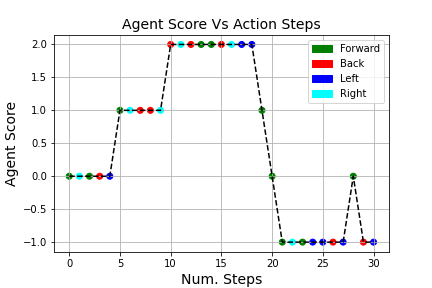 Agent Score Vs Action Steps
Agent Score
2.0
1.5
1.0
0.5
0.0
−0.5
−1.0
Forward
Back
Left
Right
0
5
10
15
20
25
30
Num. Steps